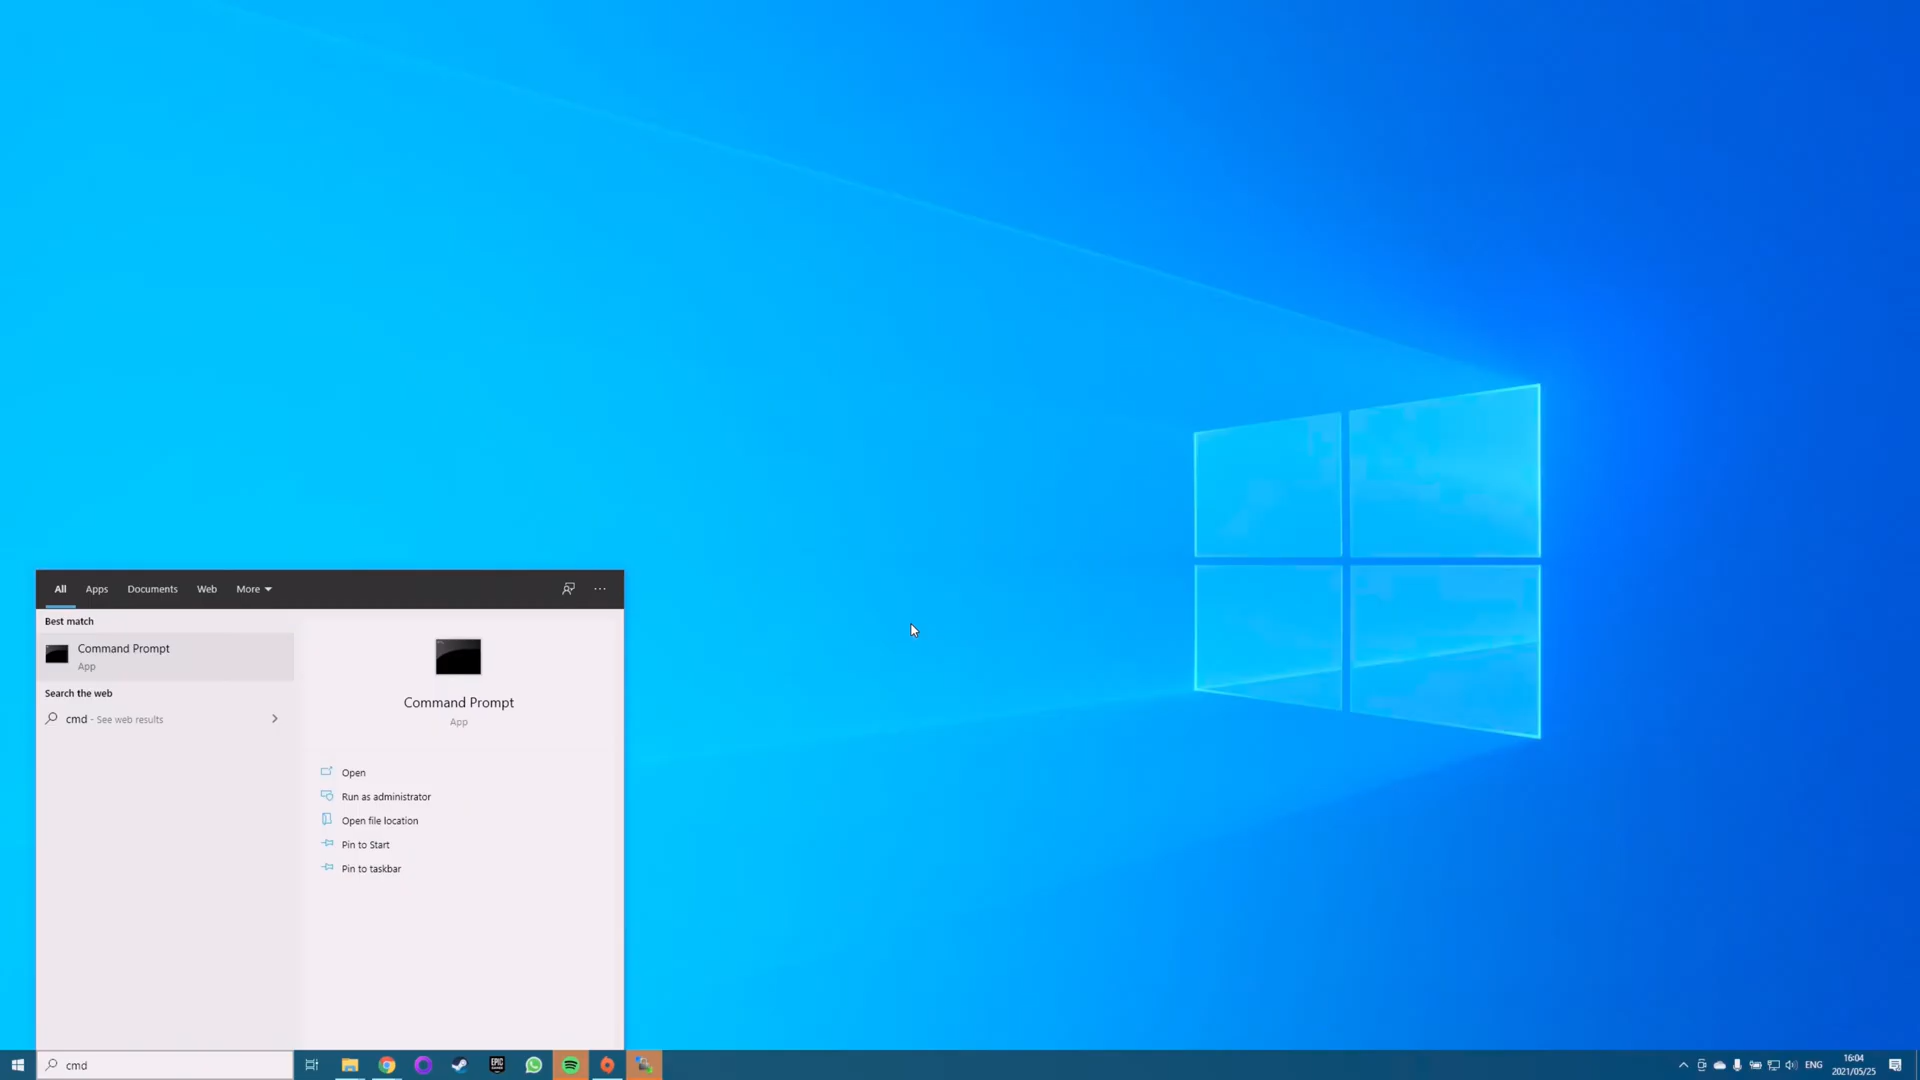 All Apps Documents Web More
Best match
Command Prompt
App
Search the web
cmd - See web results
Command Prompt
App
Open
Run as administrator
Open file location
Pin to Start
Pin to taskbar
cmd
EPIC GAMES
ENG
16:04
2021/05/25